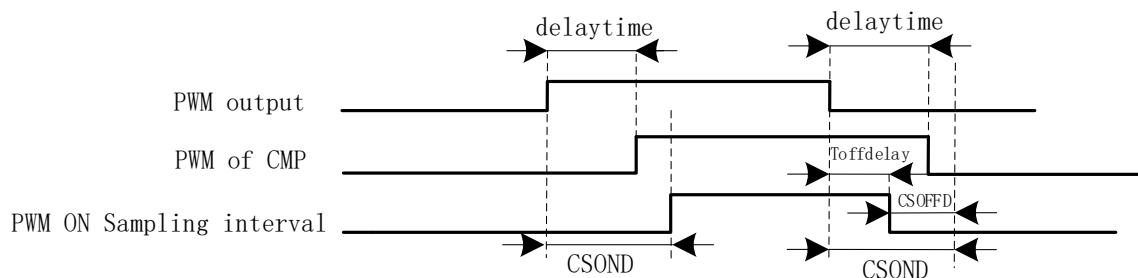 delaytime
delaytime
PWM output
PWM of CMP
Toffdelay
PWM ON Sampling interval
CSOFFD
CSOND
CSOND